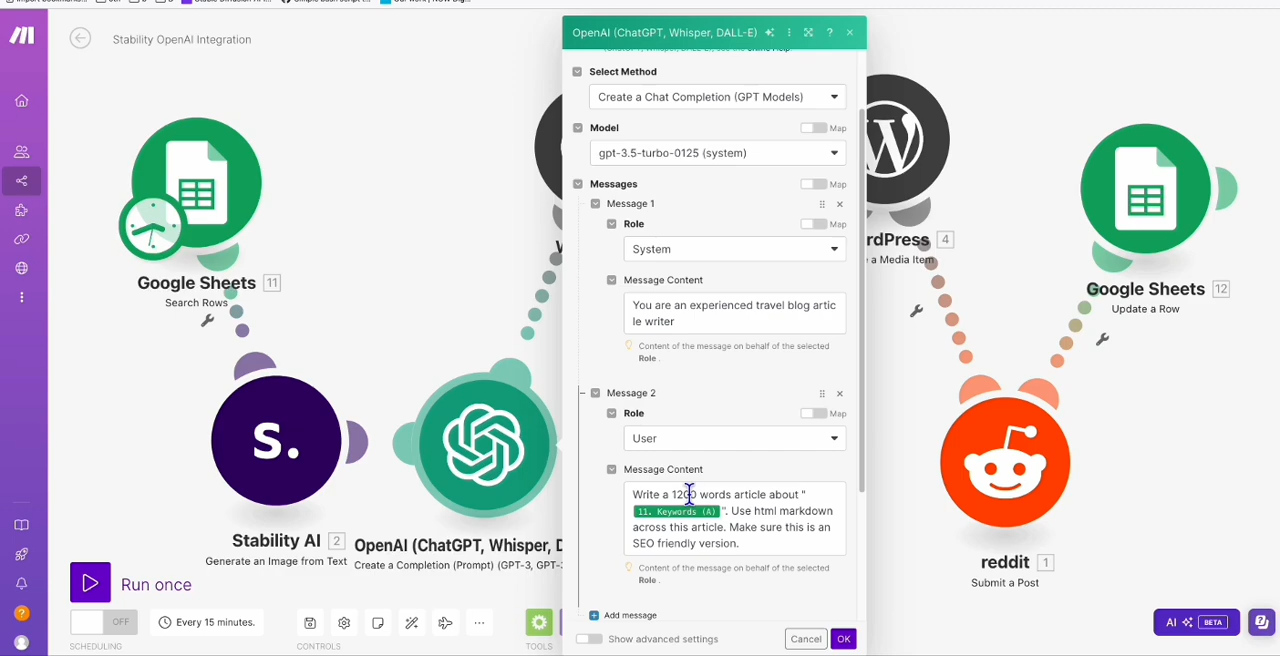 Stability OpenAI Integration
OpenAI (ChatGPT, Whisper, DALL-E)
?
Select Method
Create a Chat Completion (GPT Models)
Model
Map
gpt-3.5-turbo-0125 (system)
Messages
Map
Message 1
Role
Map
System
Message Content
You are an experienced travel blog artic
le writer
Content of the message on behalf of the selected
Role .
Message 2
Role
Map
User
Message Content
Write a 1200 words article about "
11. Keywords (A) ". Use html markdown
across this article. Make sure this is an
SEO friendly version.
Content of the message on behalf of the selected
Role .
Add message
Show advanced settings
Cancel
OK
Google Sheets 11
Search Rows
S.
Stability AI 2
Generate an Image from Text
OpenAI (ChatGPT, Whisper, D
Create a Completion (Prompt) (GPT-3, GPT-
W
rdPress 4
e a Media Item
reddit 1
Submit a Post
Google Sheets 12
Update a Row
Run once
OFF
Every 15 minutes.
SCHEDULING
CONTROLS
TOOLS
AI BETA